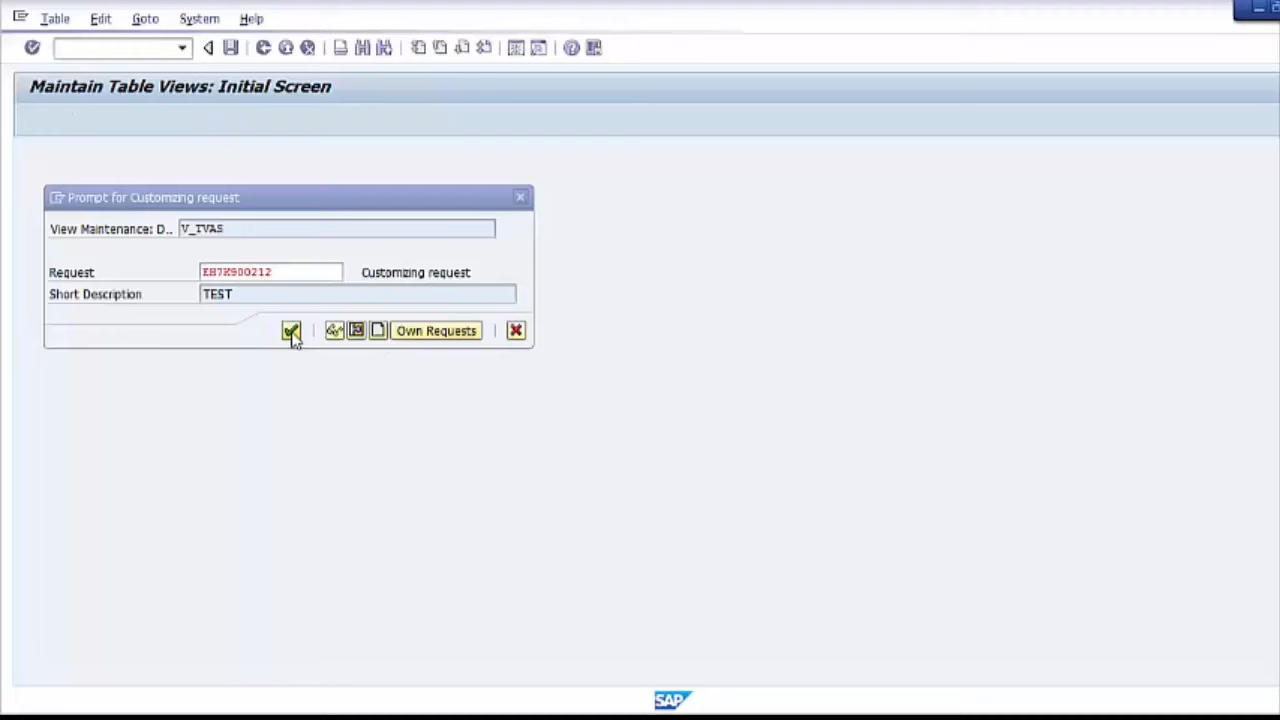 Table Edit Goto System Help
Maintain Table Views: Initial Screen
Prompt for Customizing request
View Maintenance: D.. V_TVAS
Request EH7K900212 Customizing request
Short Description TEST
Own Requests
SAP